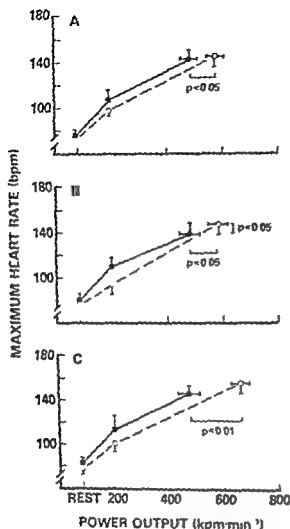 A
180
140
100
p<0.05
B
180
140
100
p<0.05
p<0.05
C
180
140
100
p<0.01
REST 200 400 600 800
POWER OUTPUT (kpm·min⁻¹)
MAXIMUM HEART RATE (bpm)